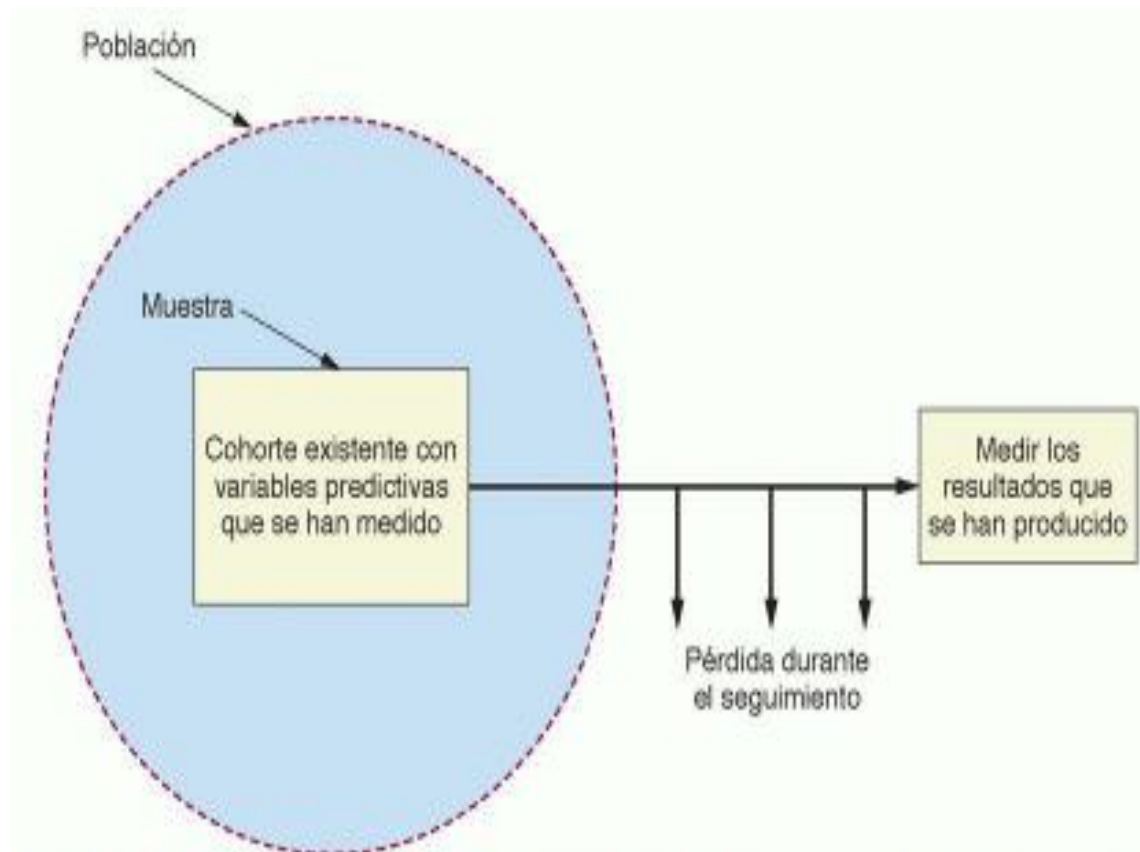 Población
Muestra
Cohorte existente con
variables predictivas
que se han medido
Medir los
resultados que
se han producido
Pérdida durante
el seguimiento